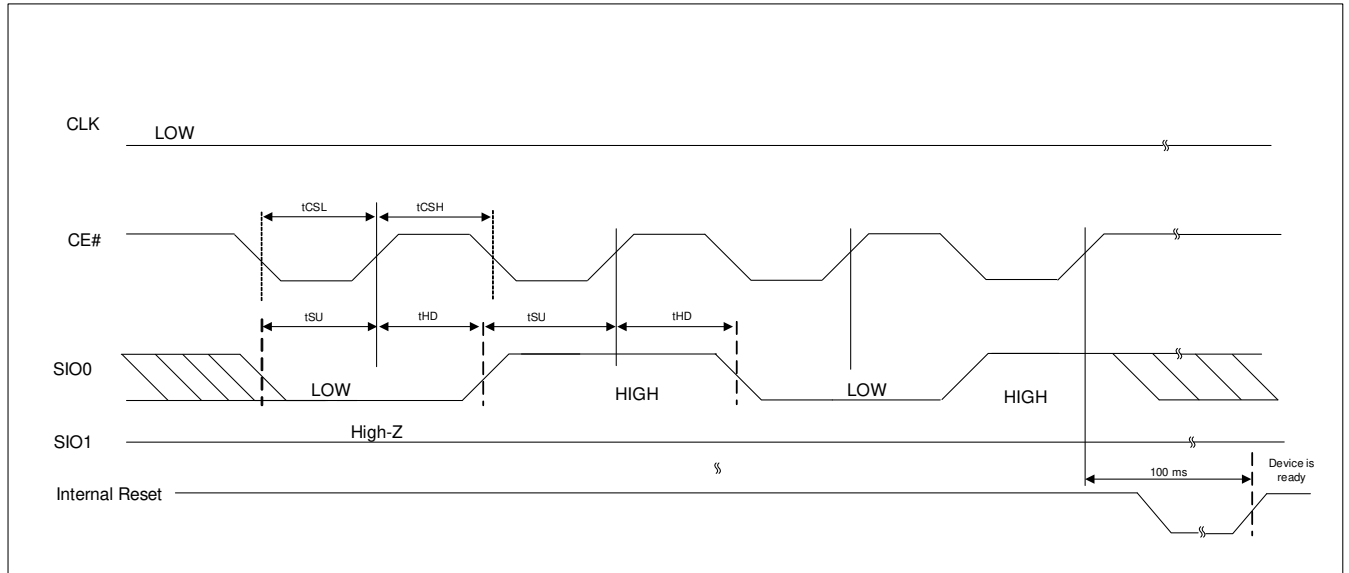 CLK
LOW
tCSL
tCSH
CE#
tSU
tHD
tSU
tHD
SIO0
LOW
HIGH
LOW
HIGH
High-Z
SIO1
100 ms
Device is
ready
Internal Reset